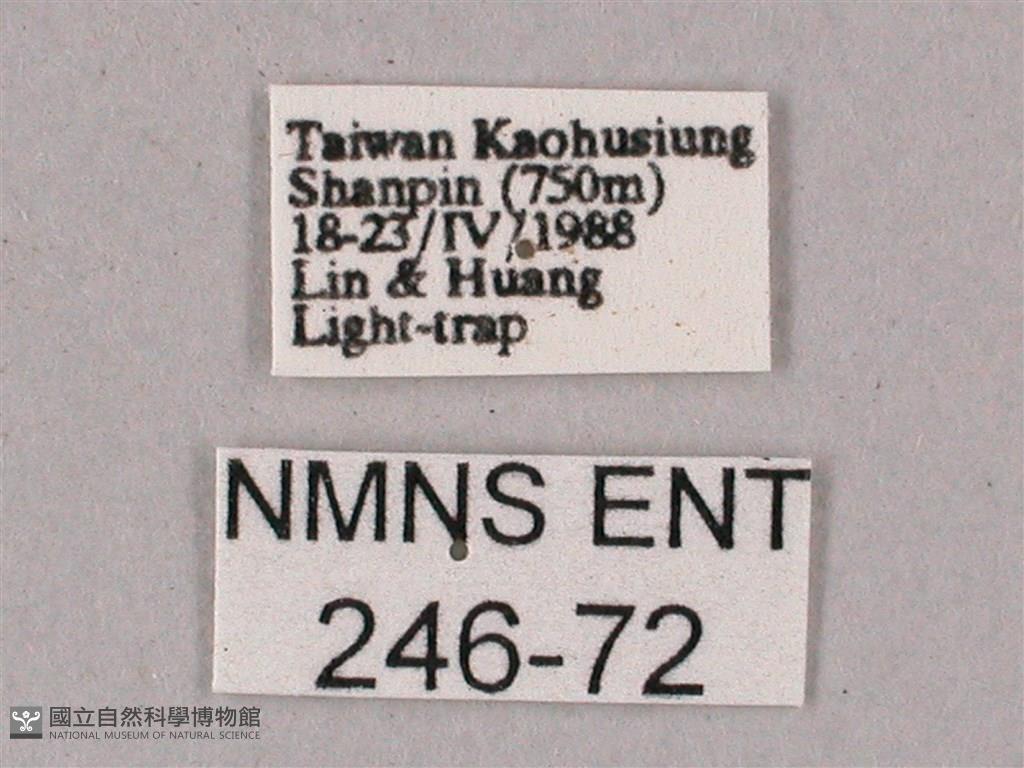 Taiwan Kaohusiung
Shanpin (750m)
18-23/IV/1988
Lin & Huang
Light-trap
NMNS ENT
246-72
國立自然科學博物館
NATIONAL MUSEUM OF NATURAL SCIENCE